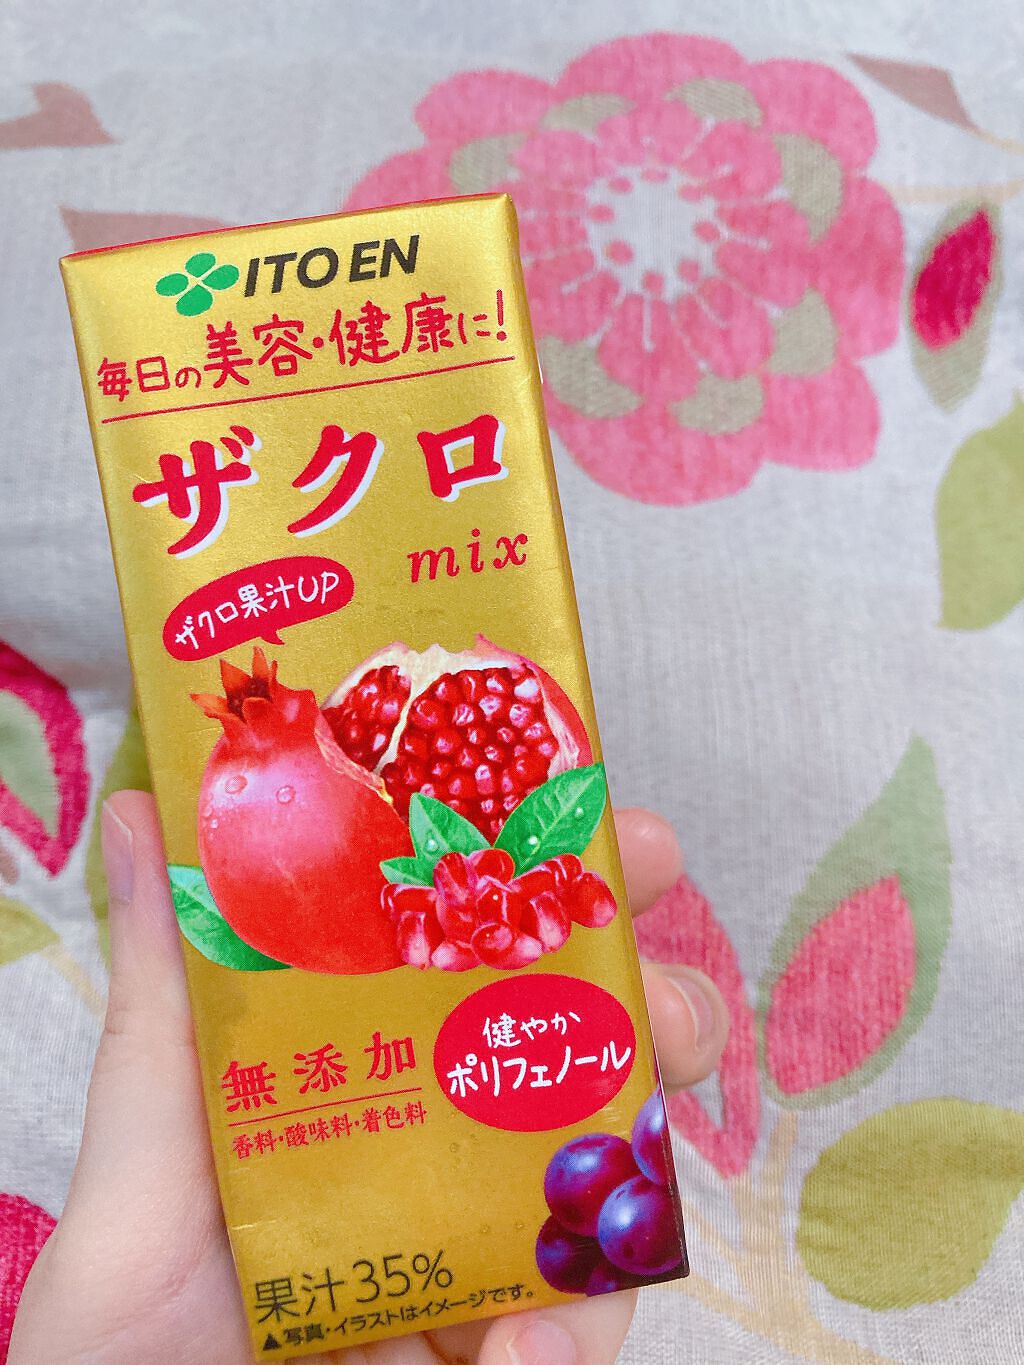 ITO EN
毎日の美容・健康に!
ザクロ
mix
ザクロ果汁UP
無添加
香料・酸味料・着色料
健やか
ポリフェノール
果汁35%
▲写真・イラストはイメージです。